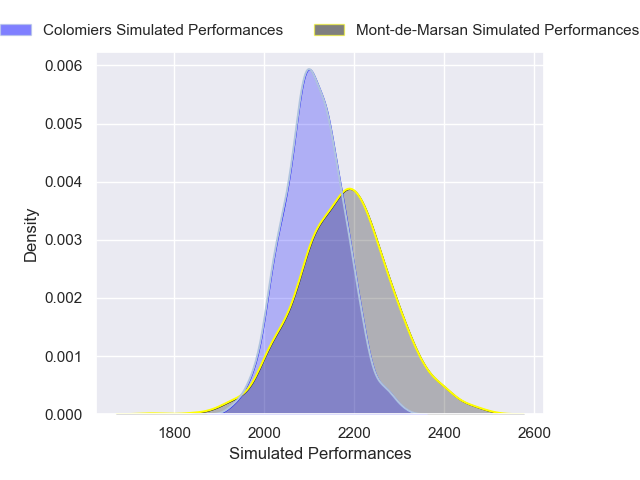 Colomiers Simulated Performances
Mont-de-Marsan Simulated Performances
0.006
0.005
0.004
0.003
0.002
0.001
0.000
Density
1800 2000 2200 2400 2600
Simulated Performances